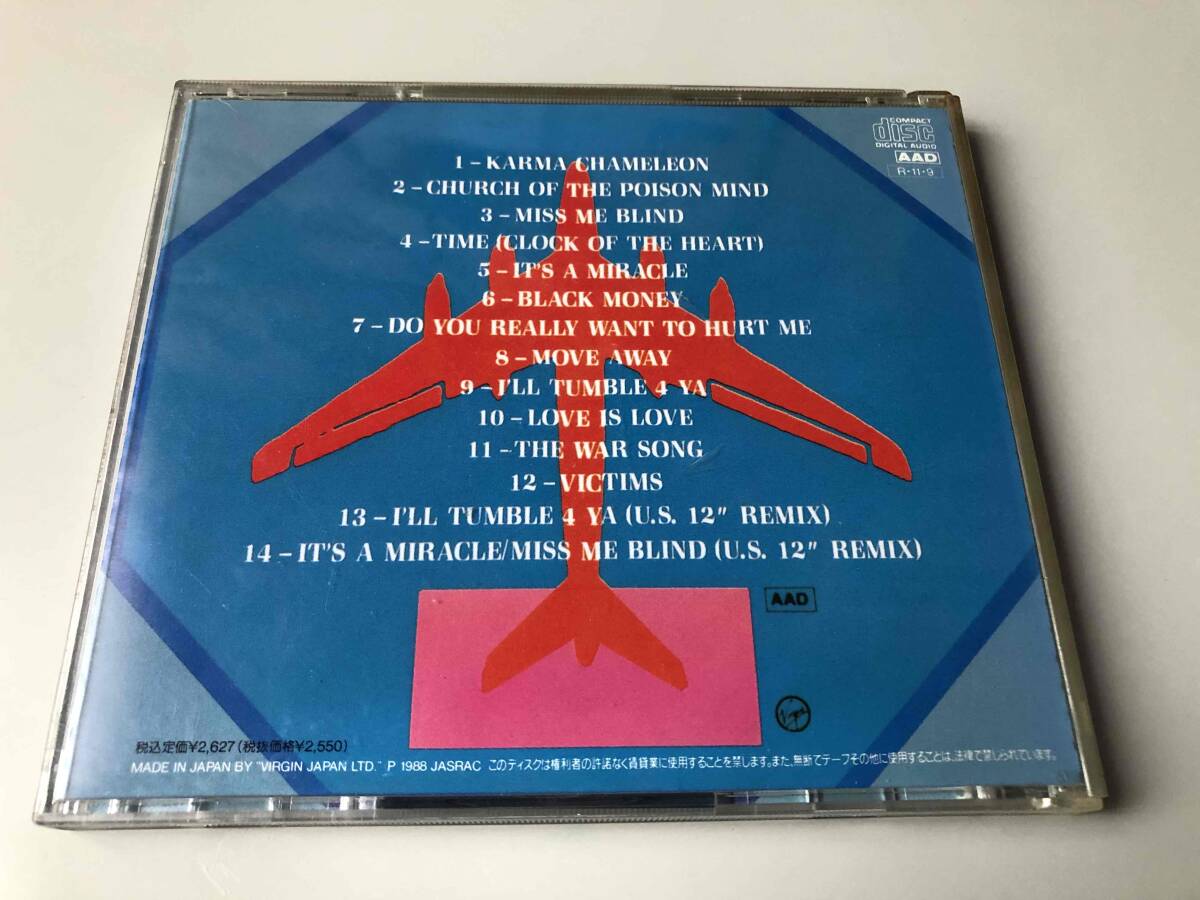 COMPACT
disc
DIGITAL AUDIO
AAD
R・11・9
1–KARMA CHAMELEON
2–CHURCH OF THE POISON MIND
3–MISS ME BLIND
4–TIME (CLOCK OF THE HEART)
5–IT'S A MIRACLE
6–BLACK MONEY
7–DO YOU REALLY WANT TO HURT ME
8–MOVE AWAY
9–I'LL TUMBLE 4 YA
10–LOVE IS LOVE
11–THE WAR SONG
12–VICTIMS
13–I'LL TUMBLE 4 YA (U.S. 12" REMIX)
14–IT'S A MIRACLE/MISS ME BLIND (U.S. 12" REMIX)
AAD
Virgin
税込定価¥2,627(税抜価格¥2,550)
MADE IN JAPAN BY "VIRGIN JAPAN LTD." P 1988 JASRAC このディスクは権利者の許諾なく賃貸業に使用することを禁じます。また、無断でテープその他に使用することは、法律で禁じられています。